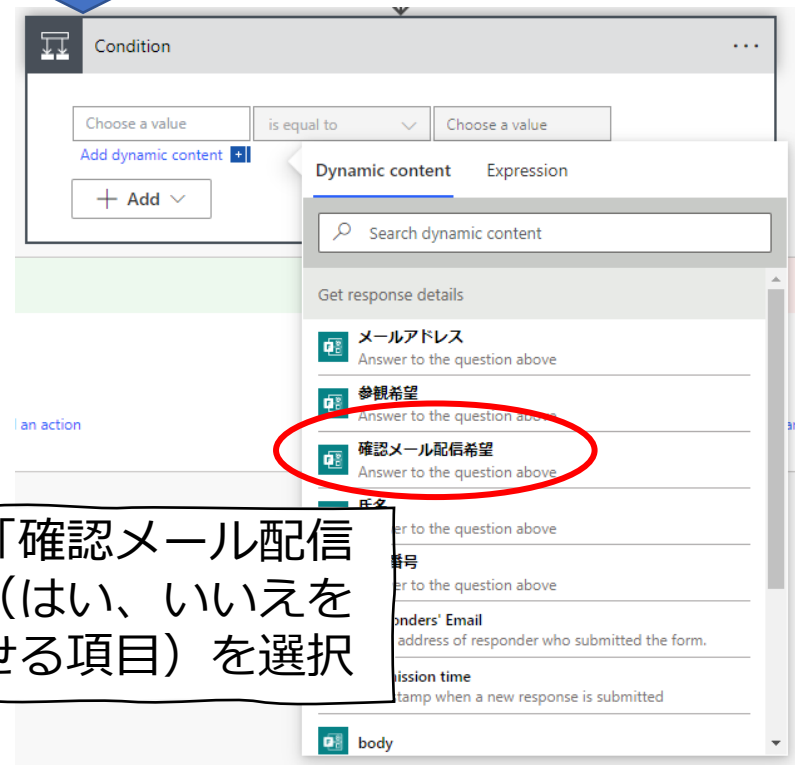 Condition
...
Choose a value is equal to Choose a value
Add dynamic content
Add
Dynamic content Expression
Search dynamic content
Get response details
メールアドレス
Answer to the question above
参観希望
Answer to the question above
an action
確認メール配信希望
Answer to the question above
氏名
er to the question above
番号
er to the question above
onders' Email
address of responder who submitted the form.
ission time
tamp when a new response is submitted
body
「確認メール配信
(はい、いいえを
せる項目)を選択